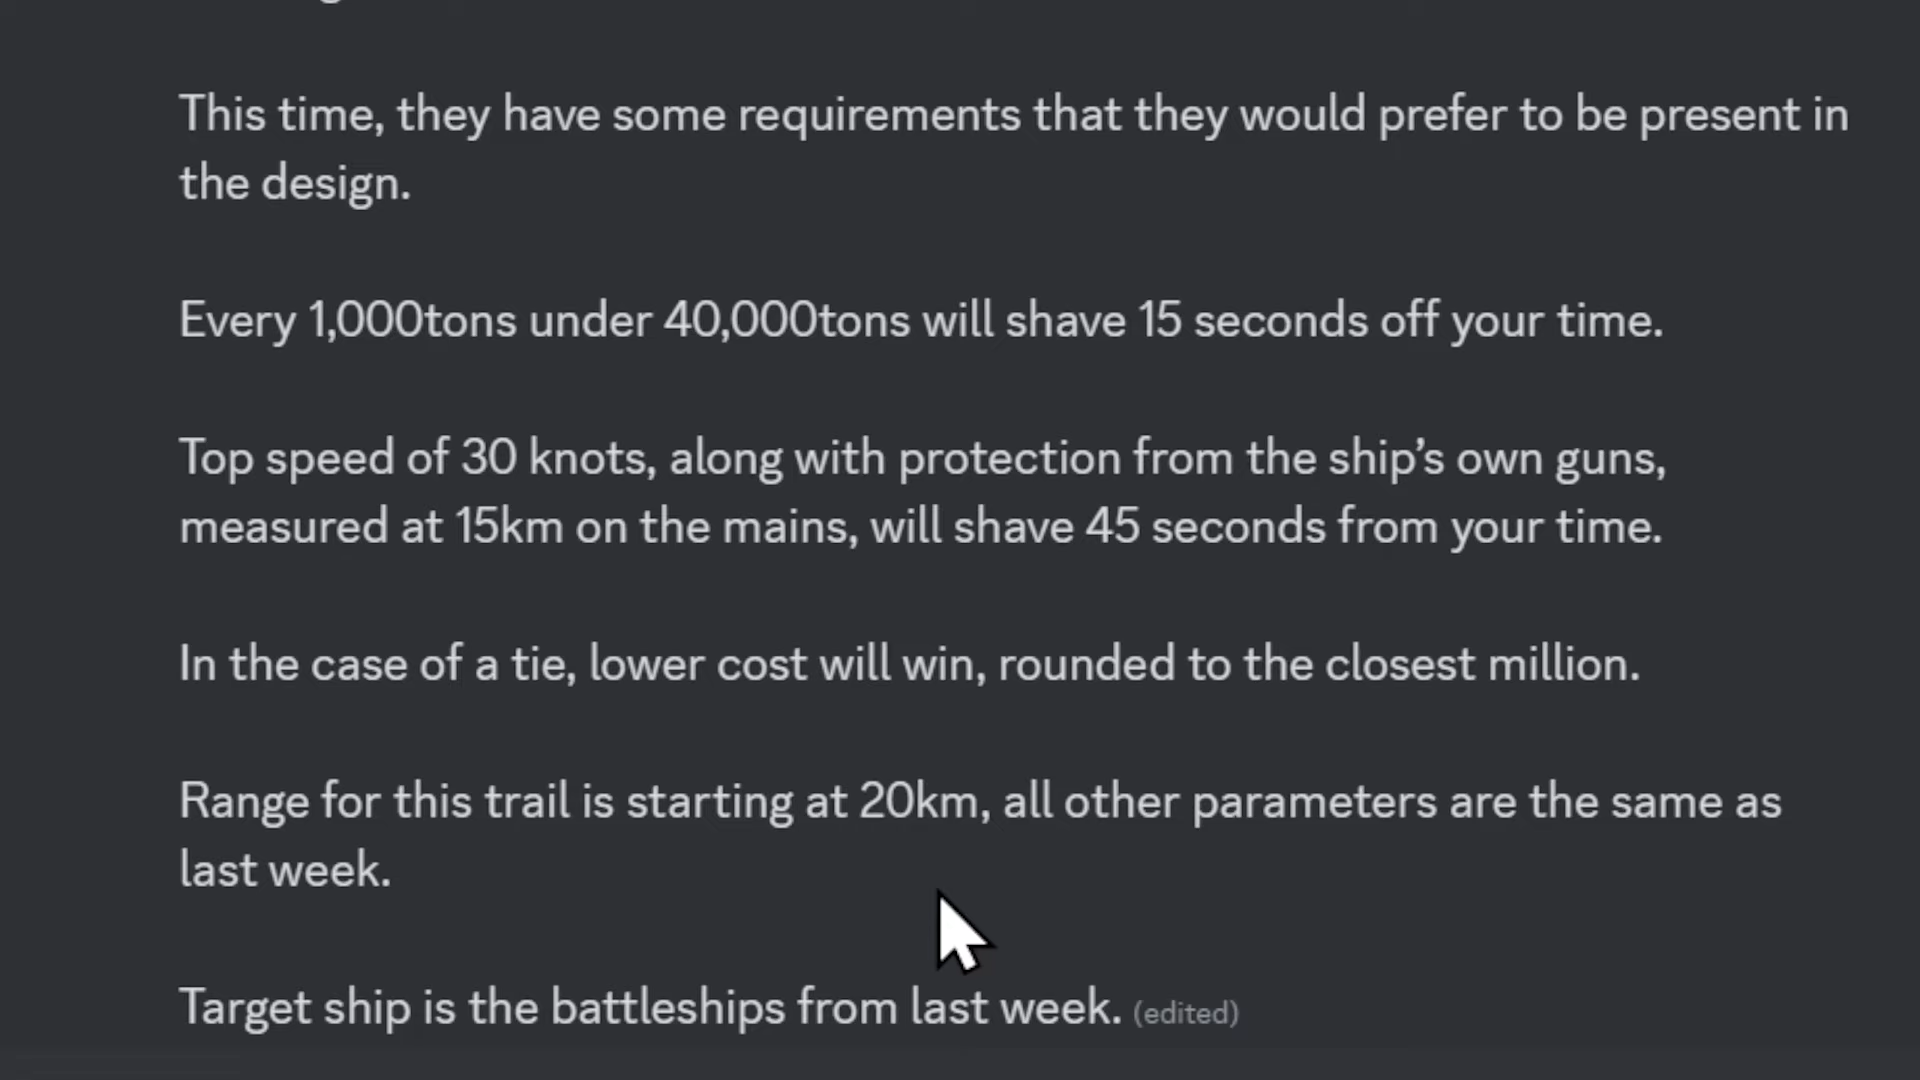 This time, they have some requirements that they would prefer to be present in
the design.
Every 1,000tons under 40,000tons will shave 15 seconds off your time.
Top speed of 30 knots, along with protection from the ship’s own guns,
measured at 15km on the mains, will shave 45 seconds from your time.
In the case of a tie, lower cost will win, rounded to the closest million.
Range for this trail is starting at 20km, all other parameters are the same as
last week.
Target ship is the battleships from last week. (edited)